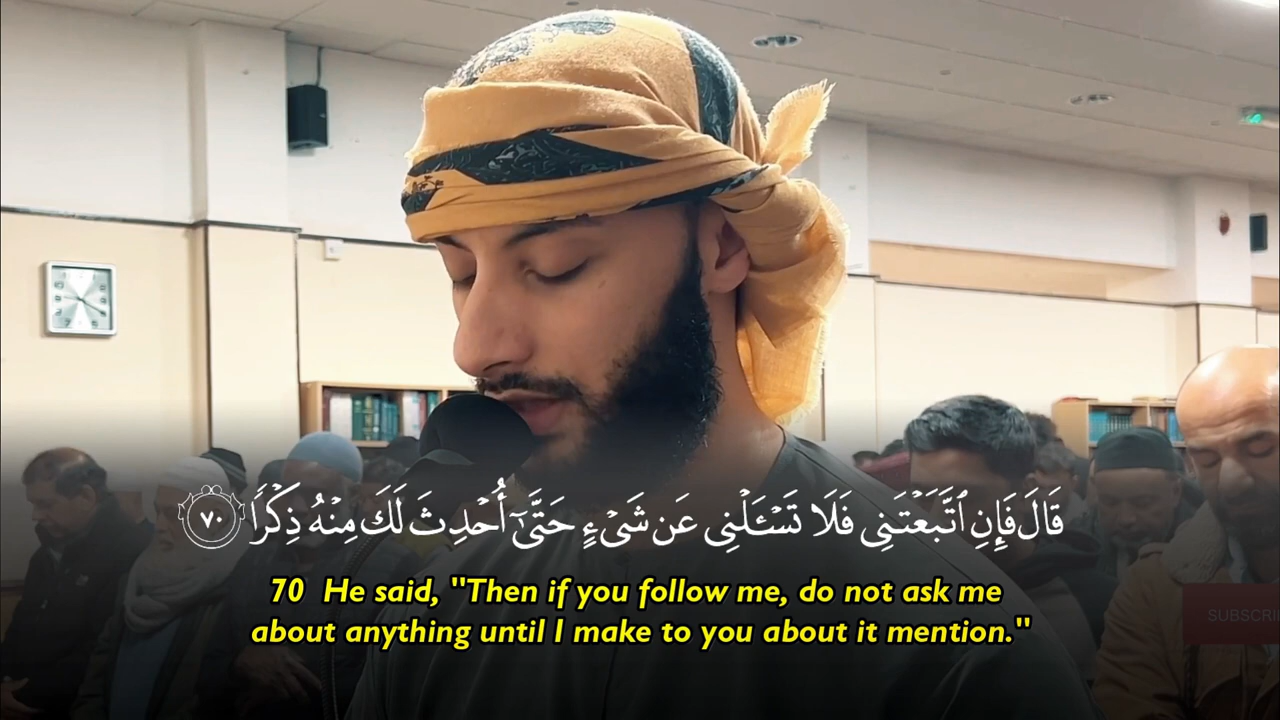 قَالَ فَإِنِ ٱتَّبَعْتَنِى فَلَا تَسْـَٔلْنِى عَن شَىْءٍ حَتَّىٰٓ أُحْدِثَ لَكَ مِنْهُ ذِكْرًا ٧٠
70 He said, "Then if you follow me, do not ask me
about anything until I make to you about it mention."